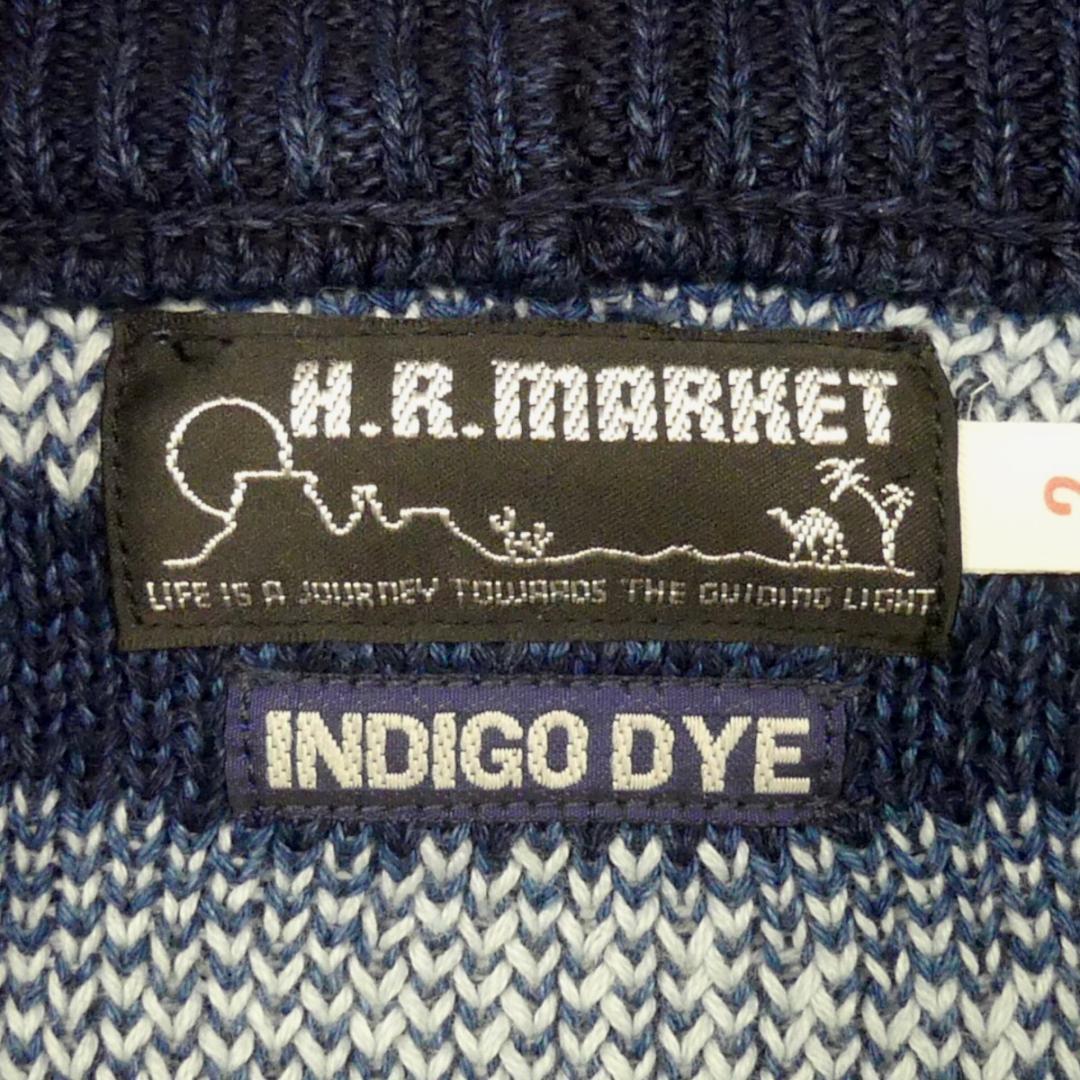 H.R.MARKET
LIFE IS A JOURNEY TOWARDS THE GUIDING LIGHT
INDIGO DYE